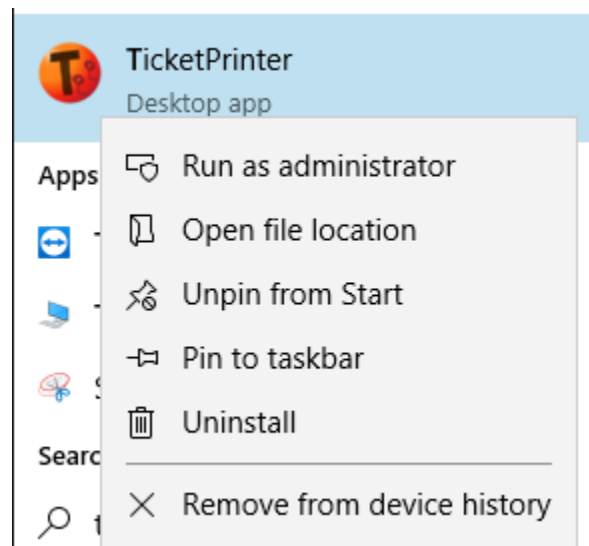 TicketPrinter
Desktop app
Apps
Run as administrator
Open file location
Unpin from Start
Pin to taskbar
Uninstall
Searc
Remove from device history